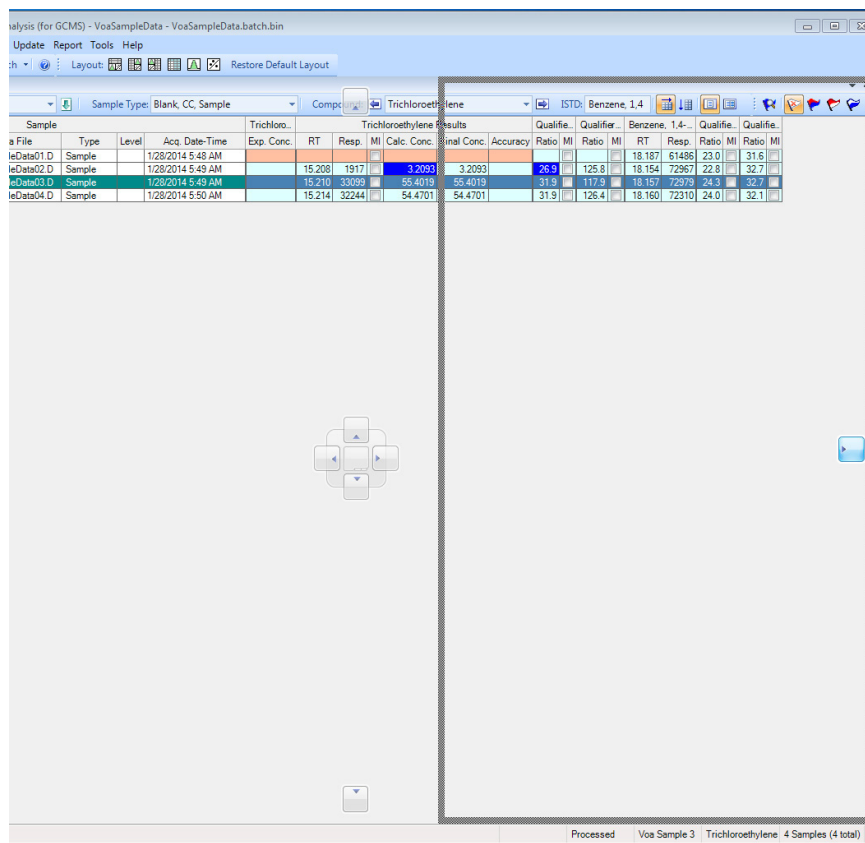 nalysis (for GCMS) - VoaSampleData - VoaSampleData.batch.bin
Update Report Tools Help
ch Layout: Restore Default Layout
Sample Type: Blank, CC, Sample Trichloroethylene ISTD: Benzene, 1,4
Sample Trichloro... Trichloroethylene Results Qualifie... Qualifier... Benzene, 1,4-... Qualifie... Qualifie...
a File Type Level Acq. Date-Time Exp. Conc. RT Resp. MI Calc. Conc. Final Conc. Accuracy Ratio MI Ratio MI RT Resp. Ratio MI Ratio MI
leData01.D Sample 1/28/2014 5:48 AM 18.187 61486 23.0 31.6
leData02.D Sample 1/28/2014 5:49 AM 15.208 1917 3.2093 3.2093 26.9 125.8 18.154 72967 22.8 32.7
leData03.D Sample 1/28/2014 5:49 AM 15.210 33099 55.4019 55.4019 31.9 117.9 18.157 72979 24.3 32.7
leData04.D Sample 1/28/2014 5:50 AM 15.214 32244 54.4701 54.4701 31.9 126.4 18.160 72310 24.0 32.1
Processed Voa Sample 3 Trichloroethylene 4 Samples (4 total)